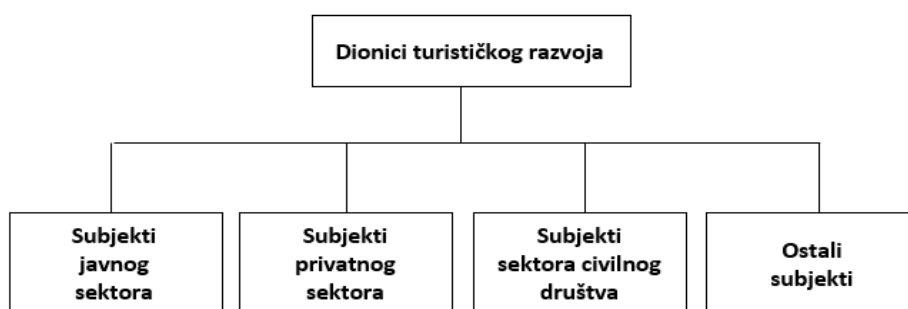 Dionici turističkog razvoja
Subjekti
javnog
sektora
Subjekti
privatnog
sektora
Subjekti
sektora civilnog
društva
Ostali
subjekti